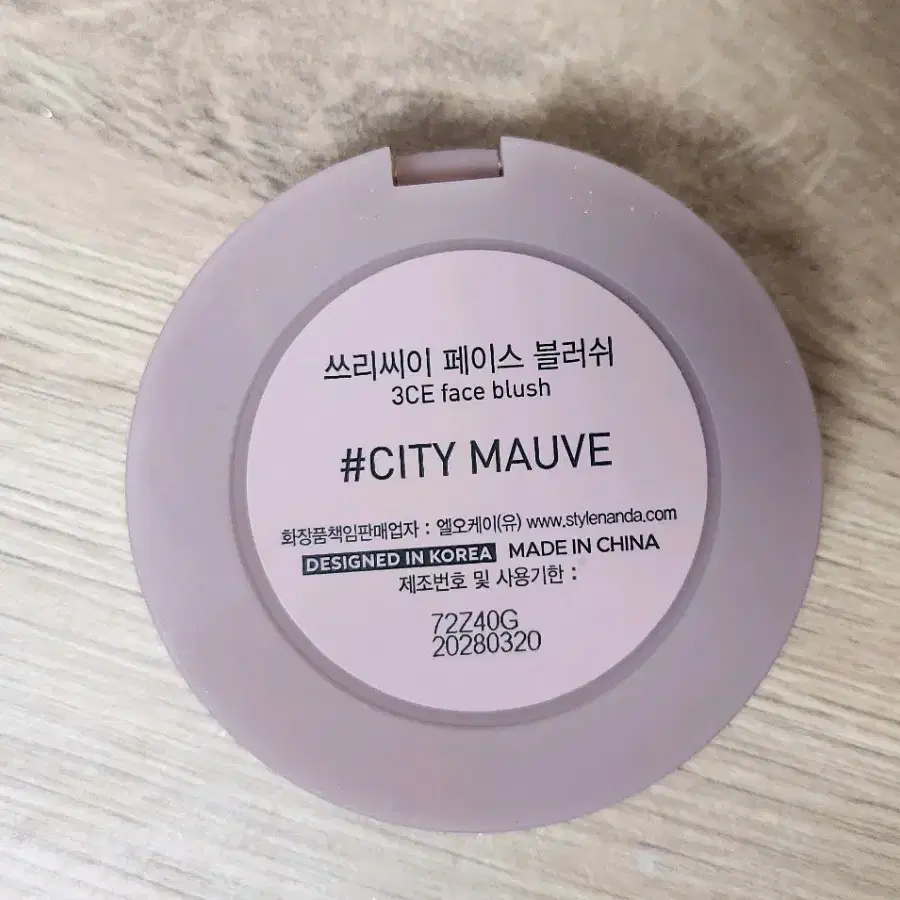 쓰리씨이 페이스 블러쉬
3CE face blush
#CITY MAUVE
화장품책임판매업자 : 엘오케이(유) www.stylenanda.com
DESIGNED IN KOREA MADE IN CHINA
제조번호 및 사용기한 :
72Z40G
20280320